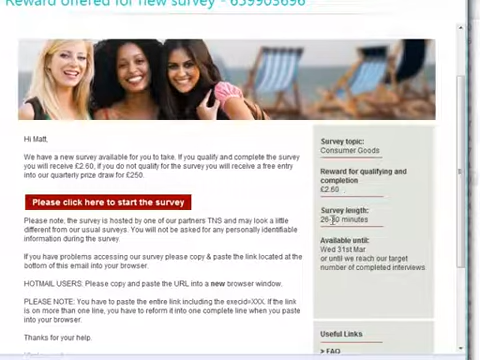 Reward offered for new survey - 659903696
Hi Matt,
We have a new survey available for you to take. If you qualify and complete the survey
you will receive £2.60, if you do not qualify for the survey you will receive a free entry
into our quarterly prize draw for £250.
Please click here to start the survey
Please note, the survey is hosted by one of our partners TNS and may look a little
different from our usual surveys. You will not be asked for any personally identifiable
information during the survey.
If you have problems accessing our survey please copy & paste the link located at the
bottom of this email into your browser.
HOTMAIL USERS: Please copy and paste the URL into a new browser window.
PLEASE NOTE: You have to paste the entire link including the execid=XXX. If the link
is on more than one line, you have to reform it into one complete line when you paste
into your browser.
Thanks for your help.
Survey topic:
Consumer Goods
Reward for qualifying and
completion
£2.60
Survey length:
minutes
Available until:
Wed 31st Mar
or until we reach our target
number of completed interviews
Useful Links
> FAQ